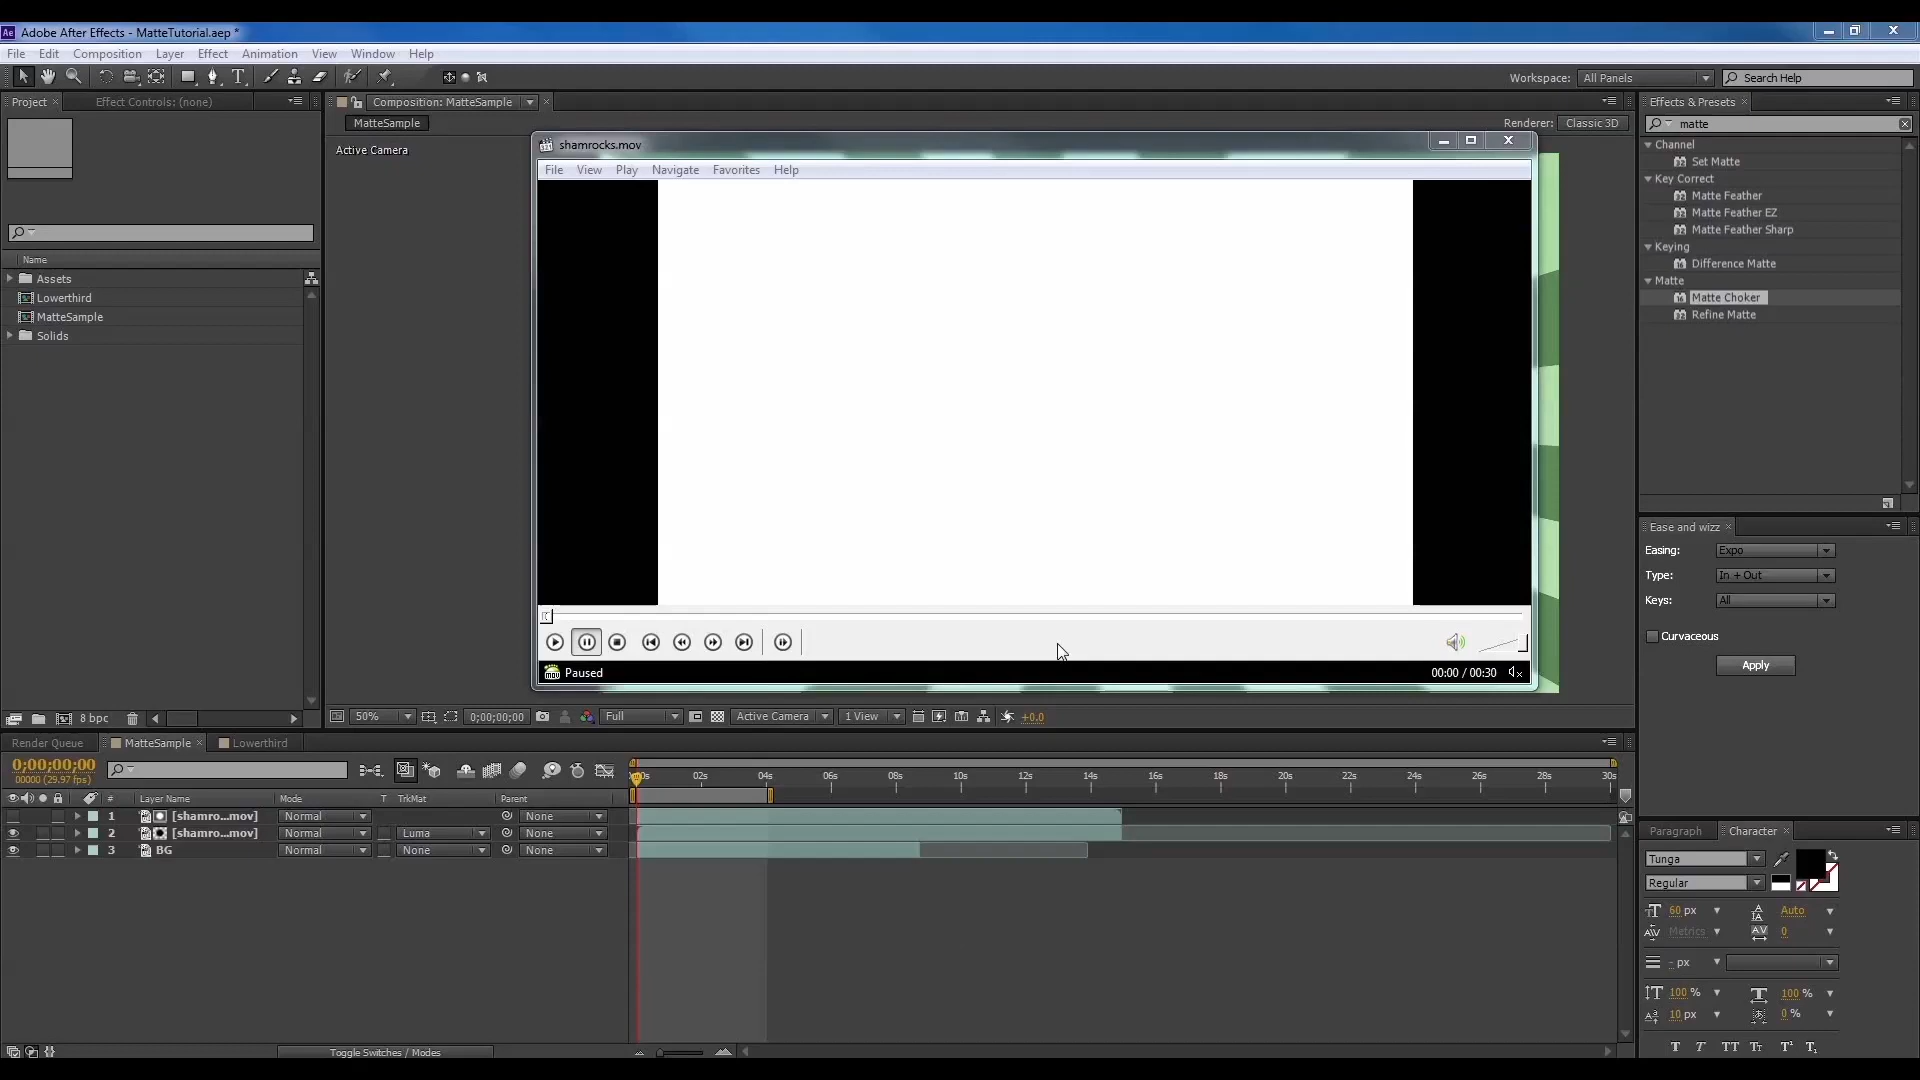 Ae Adobe After Effects - MatteTutorial.aep *
File Edit Composition Layer Effect Animation View Window Help
Workspace: All Panels Search Help
Project Effect Controls: (none)
Composition: MatteSample
MatteSample
Renderer: Classic 3D
Active Camera
Name
Assets
Lowerthird
MatteSample
Solids
8 bpc
shamrocks.mov
File View Play Navigate Favorites Help
Paused
00:00 / 00:30
50% 0;00;00;00 Full Active Camera 1 View +0.0
Effects & Presets
matte
Channel
Set Matte
Key Correct
Matte Feather
Matte Feather EZ
Matte Feather Sharp
Keying
Difference Matte
Matte
Matte Choker
Refine Matte
Ease and wizz
Easing: Expo
Type: In + Out
Keys: All
Curvaceous
Apply
Render Queue MatteSample Lowerthird
0;00;00;00
00000 (29.97 fps)
02s 04s 06s 08s 10s 12s 14s 16s 18s 20s 22s 24s 26s 28s 30s
# Layer Name Mode T TrkMat Parent
1 [shamro...mov] Normal None
2 [shamro...mov] Normal Luma None
3 BG Normal None None
Toggle Switches / Modes
Paragraph Character
Tunga
Regular
60 px Auto
Metrics 0
- px
100 % 100 %
10 px 0 %
T T TT Tt T¹ T₁